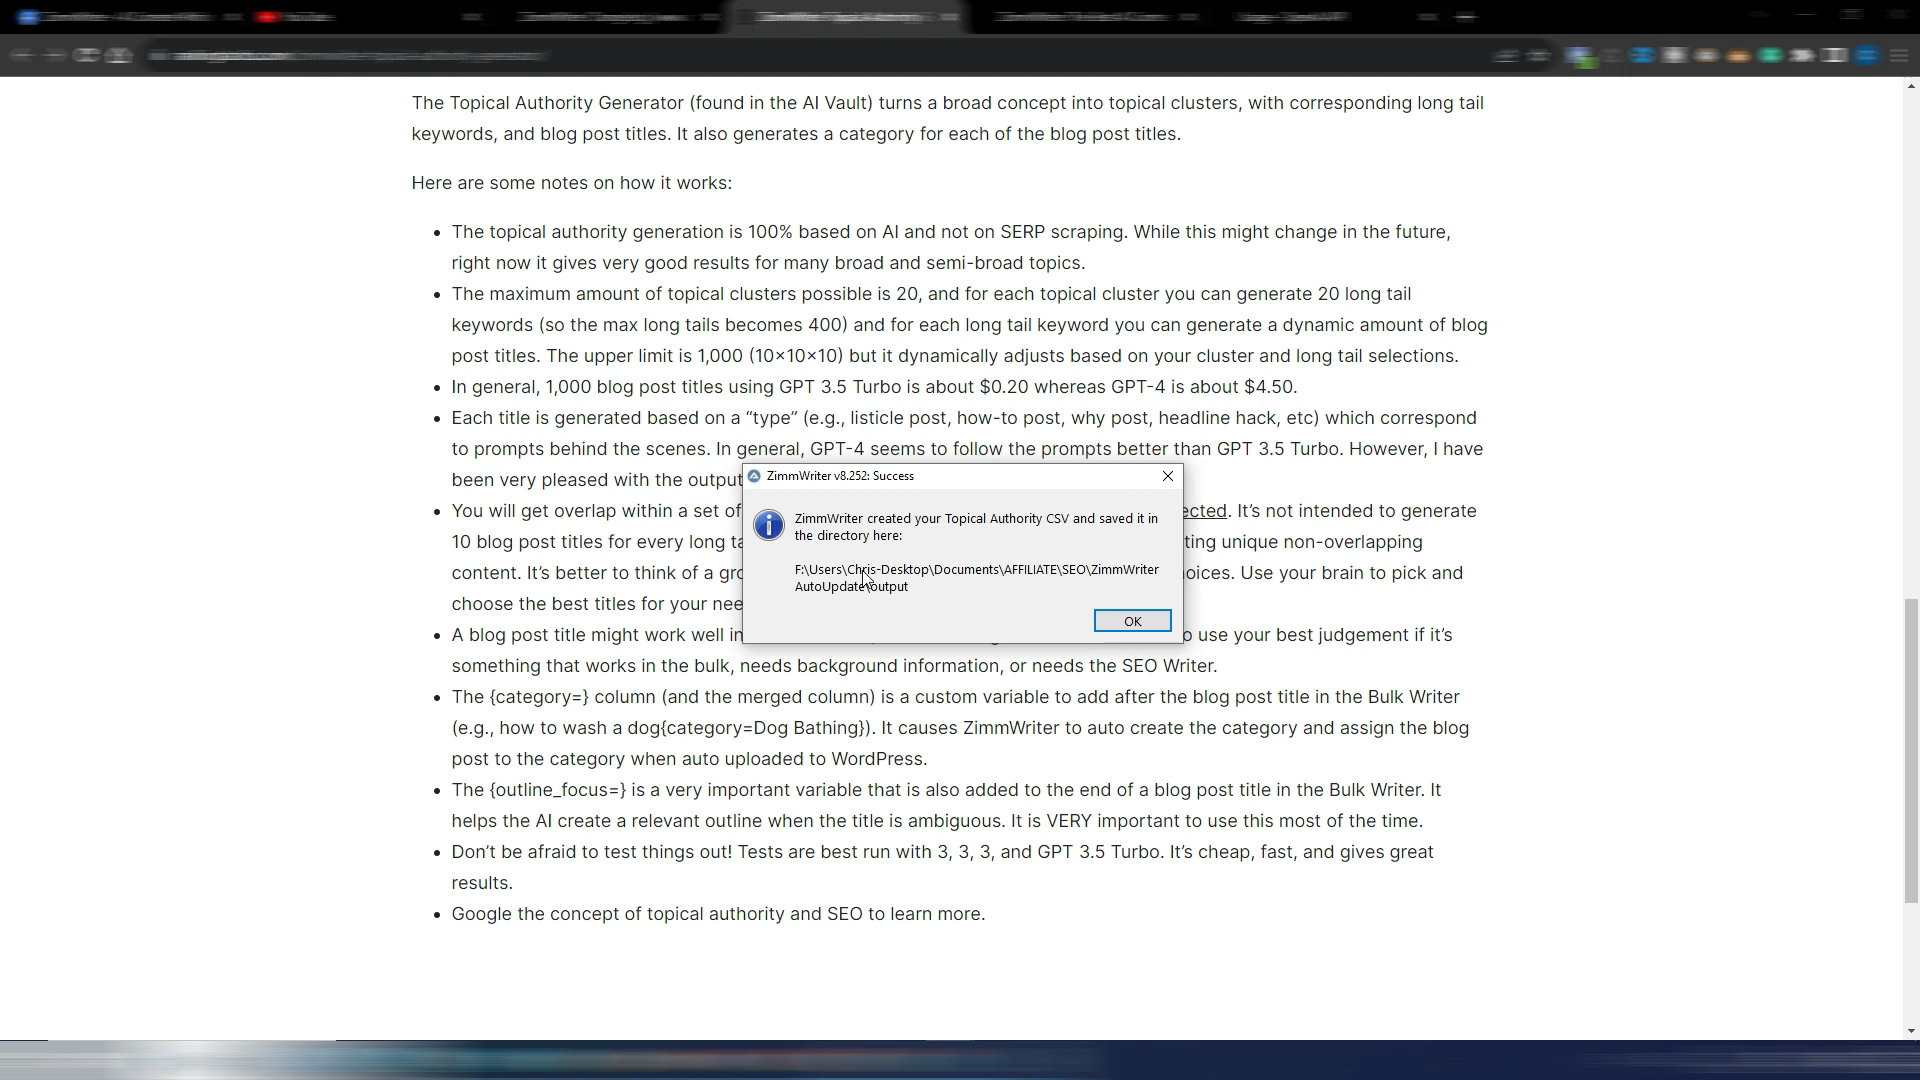 The Topical Authority Generator (found in the AI Vault) turns a broad concept into topical clusters, with corresponding long tail
keywords, and blog post titles. It also generates a category for each of the blog post titles.
Here are some notes on how it works:
• The topical authority generation is 100% based on AI and not on SERP scraping. While this might change in the future,
right now it gives very good results for many broad and semi-broad topics.
• The maximum amount of topical clusters possible is 20, and for each topical cluster you can generate 20 long tail
keywords (so the max long tails becomes 400) and for each long tail keyword you can generate a dynamic amount of blog
post titles. The upper limit is 1,000 (10×10×10) but it dynamically adjusts based on your cluster and long tail selections.
• In general, 1,000 blog post titles using GPT 3.5 Turbo is about $0.20 whereas GPT-4 is about $4.50.
• Each title is generated based on a “type” (e.g., listicle post, how-to post, why post, headline hack, etc) which correspond
to prompts behind the scenes. In general, GPT-4 seems to follow the prompts better than GPT 3.5 Turbo. However, I have
been very pleased with the output
ZimmWriter v8.252: Success
ZimmWriter created your Topical Authority CSV and saved it in
the directory here:
F:\Users\Chris-Desktop\Documents\AFFILIATE\SEO\ZimmWriter
AutoUpdate\output
OK
• You will get overlap within a set of ected. It’s not intended to generate
10 blog post titles for every long ta ting unique non-overlapping
content. It’s better to think of a gro oices. Use your brain to pick and
choose the best titles for your nee
• A blog post title might work well in o use your best judgement if it’s
something that works in the bulk, needs background information, or needs the SEO Writer.
• The {category=} column (and the merged column) is a custom variable to add after the blog post title in the Bulk Writer
(e.g., how to wash a dog{category=Dog Bathing}). It causes ZimmWriter to auto create the category and assign the blog
post to the category when auto uploaded to WordPress.
• The {outline_focus=} is a very important variable that is also added to the end of a blog post title in the Bulk Writer. It
helps the AI create a relevant outline when the title is ambiguous. It is VERY important to use this most of the time.
• Don’t be afraid to test things out! Tests are best run with 3, 3, 3, and GPT 3.5 Turbo. It’s cheap, fast, and gives great
results.
• Google the concept of topical authority and SEO to learn more.